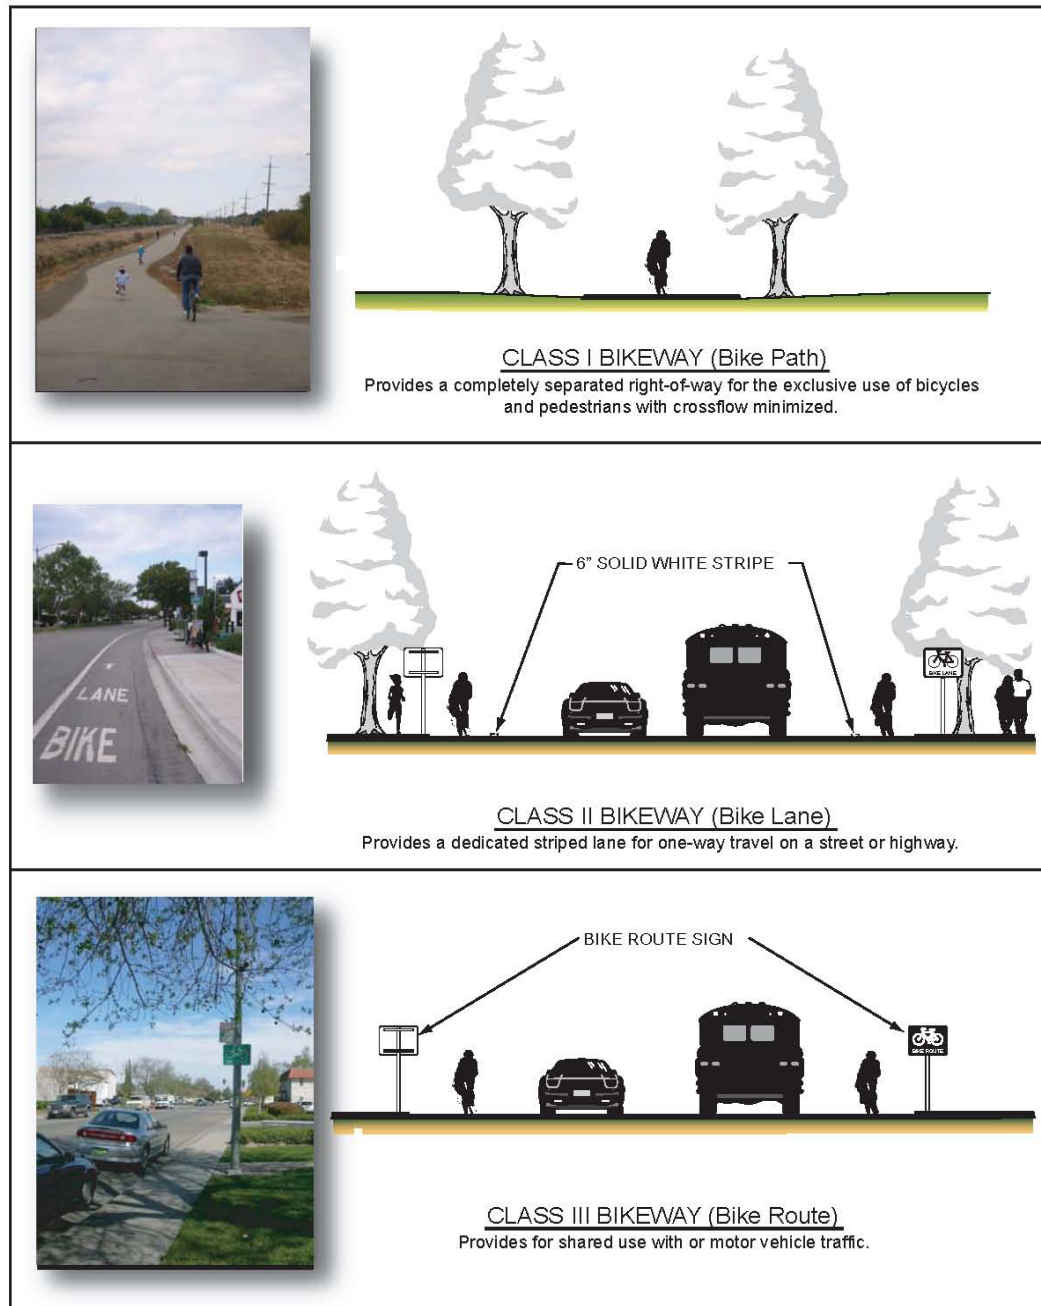 CLASS I BIKEWAY (Bike Path)
Provides a completely separated right-of-way for the exclusive use of bicycles
and pedestrians with crossflow minimized.
6” SOLID WHITE STRIPE
BIKE LANE
LANE
BIKE
CLASS II BIKEWAY (Bike Lane)
Provides a dedicated striped lane for one-way travel on a street or highway.
BIKE ROUTE SIGN
BIKE ROUTE
CLASS III BIKEWAY (Bike Route)
Provides for shared use with or motor vehicle traffic.